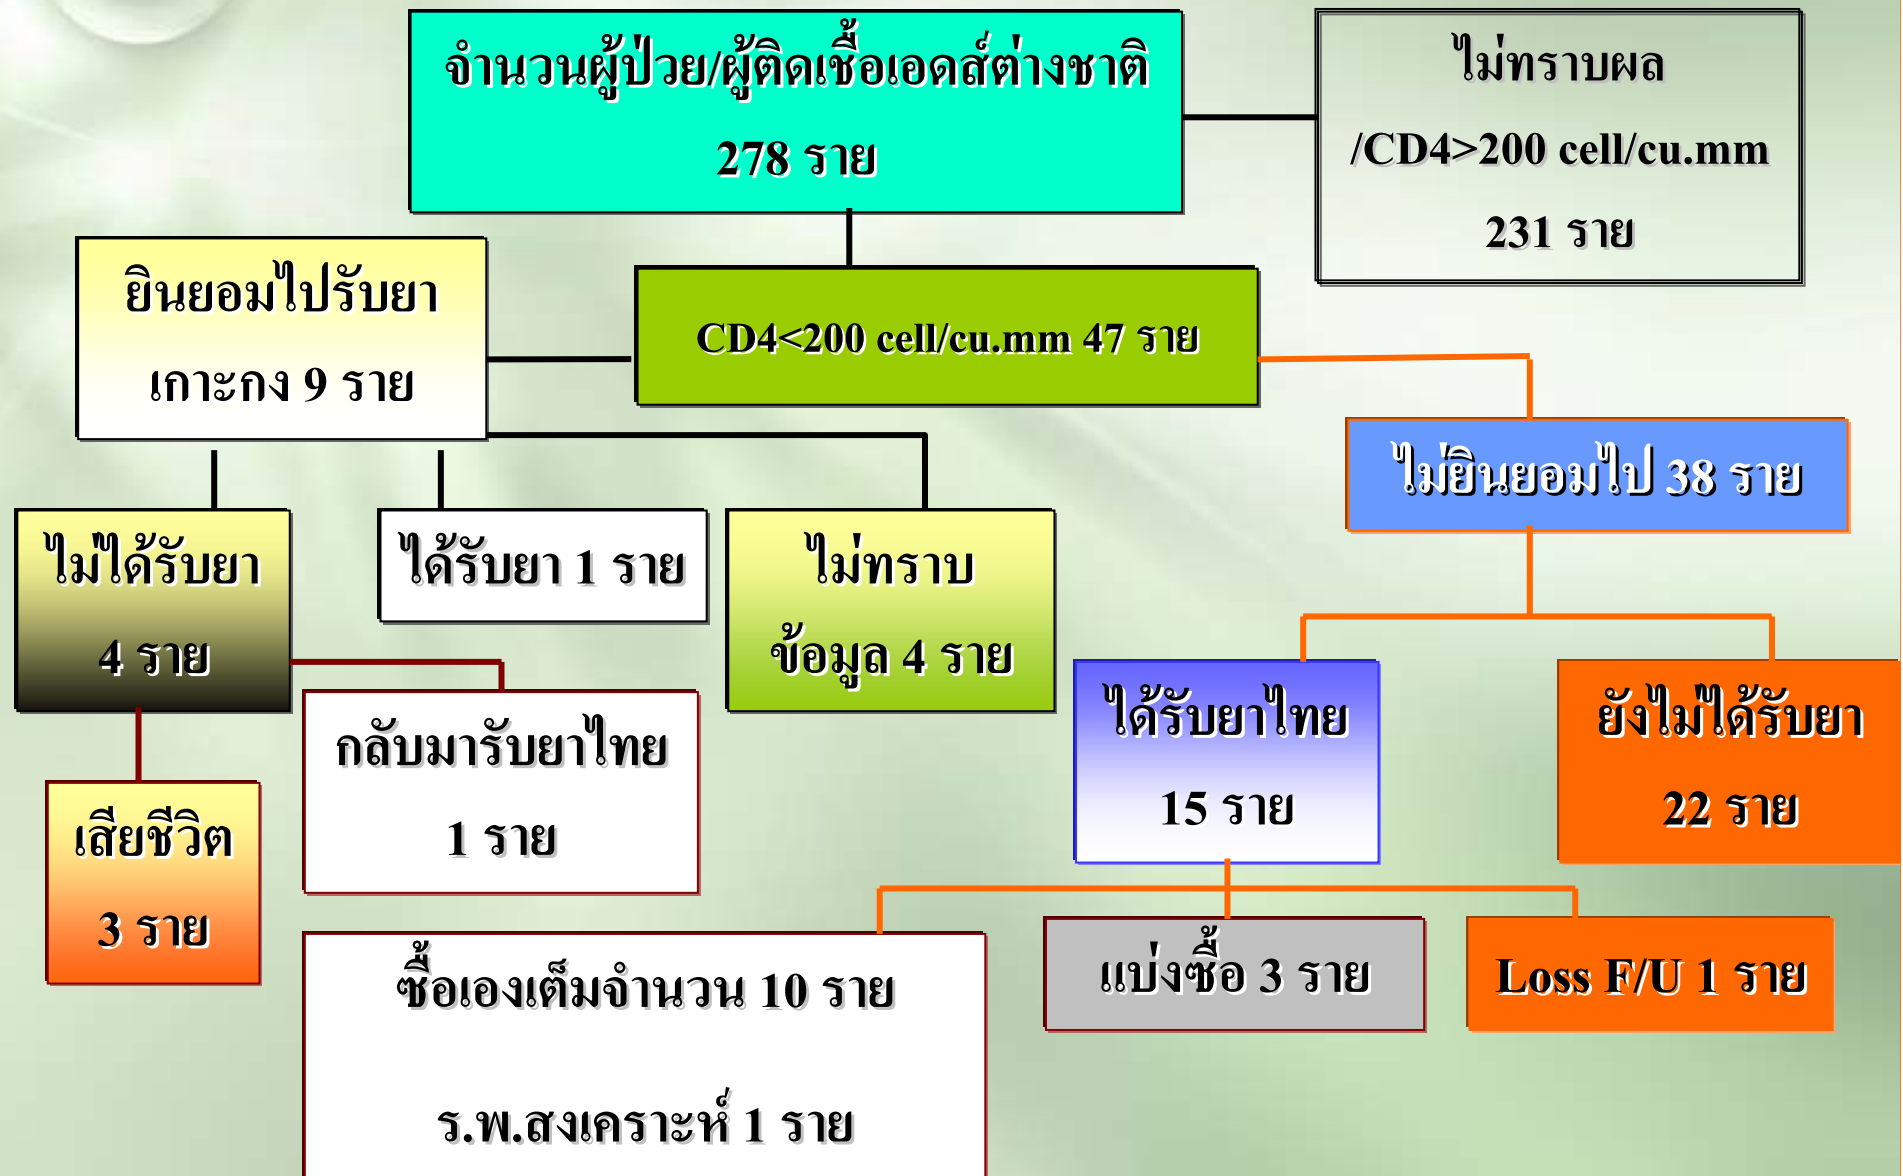 จำนวนผู้ป่วย/ผู้ติดเชื้อเอดส์ต่างชาติ
278 ราย
ไม่ทราบผล
/CD4>200 cell/cu.mm
231 ราย
ยินยอมไปรับยา
เกาะกง 9 ราย
CD4<200 cell/cu.mm 47 ราย
ไม่ยินยอมไป 38 ราย
ไม่ได้รับยา
4 ราย
ได้รับยา 1 ราย
ไม่ทราบ
ข้อมูล 4 ราย
กลับมารับยาไทย
1 ราย
ได้รับยาไทย
15 ราย
ยังไม่ได้รับยา
22 ราย
เสียชีวิต
3 ราย
ซื้อเองเต็มจำนวน 10 ราย
ร.พ.สงเคราะห์ 1 ราย
แบ่งซื้อ 3 ราย
Loss F/U 1 ราย